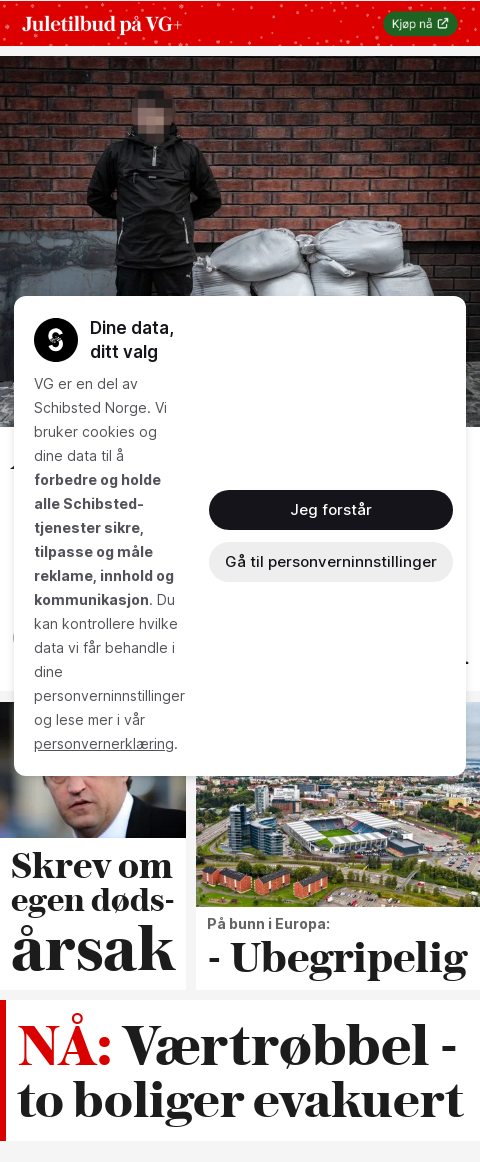 Juletilbud på VG+
Kjøp nå
Dine data,
ditt valg
VG er en del av
Schibsted Norge. Vi
bruker cookies og
dine data til å
forbedre og holde
alle Schibsted-
tjenester sikre,
tilpasse og måle
reklame, innhold og
kommunikasjon. Du
kan kontrollere hvilke
data vi får behandle i
dine
personverninnstillinger
og lese mer i vår
personvernerklæring.
Jeg forstår
Gå til personverninnstillinger
Skrev om
egen døds-
årsak
På bunn i Europa:
- Ubegripelig
NÅ: Værtrøbbel -
to boliger evakuert